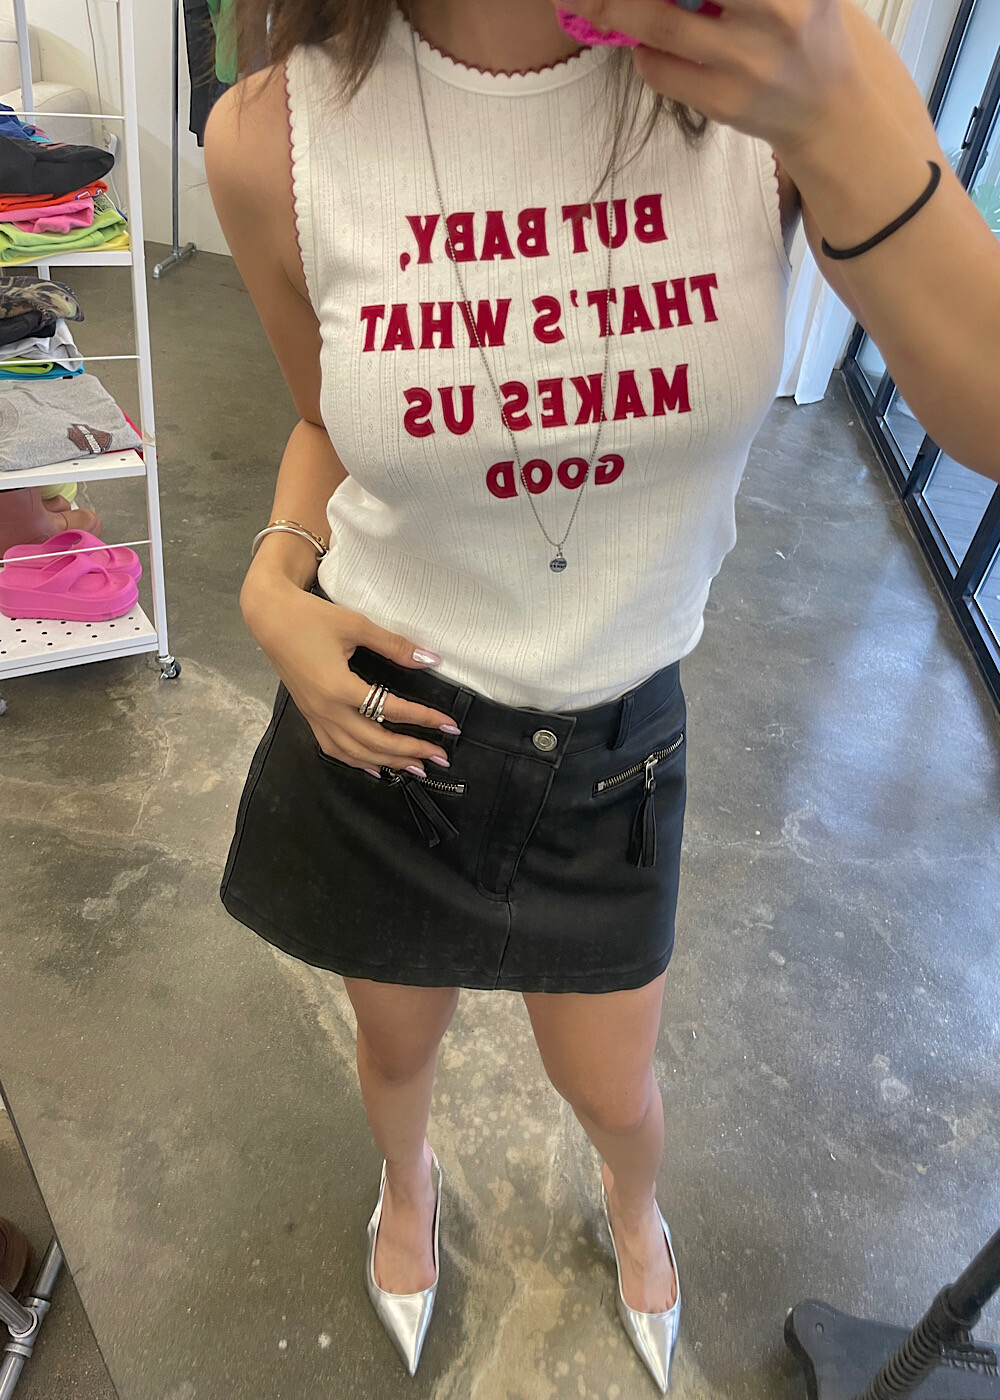 BUT BABY,
THAT'S WHAT
MAKES US
GOOD